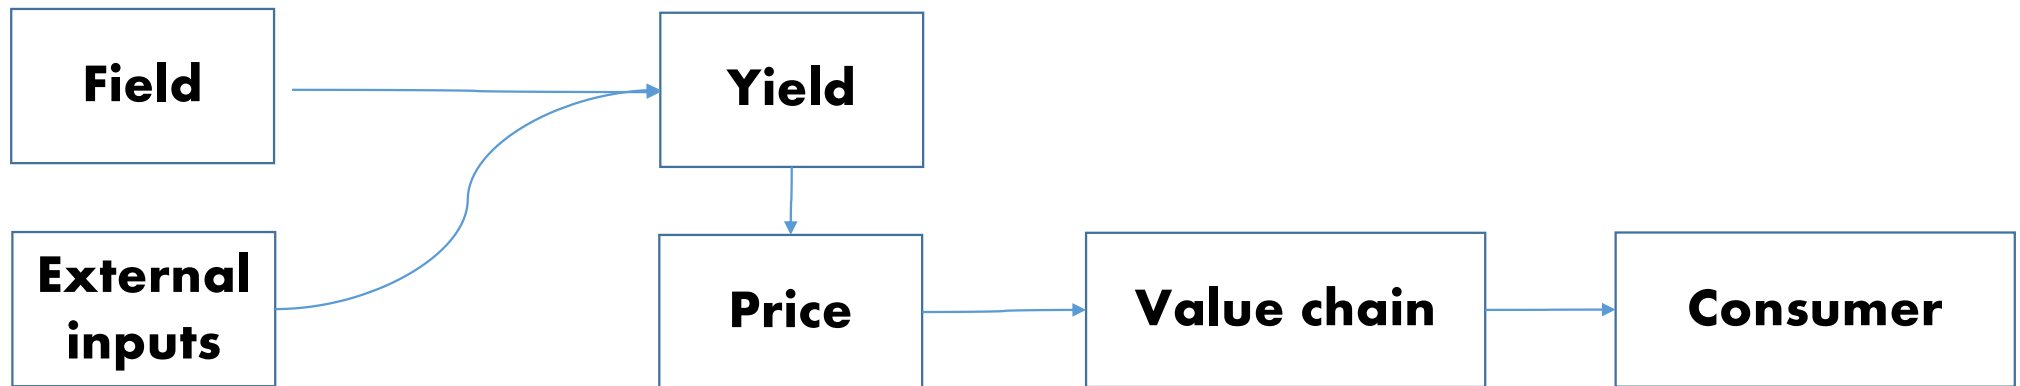 Field
Yield
External
inputs
Price
Value chain
Consumer